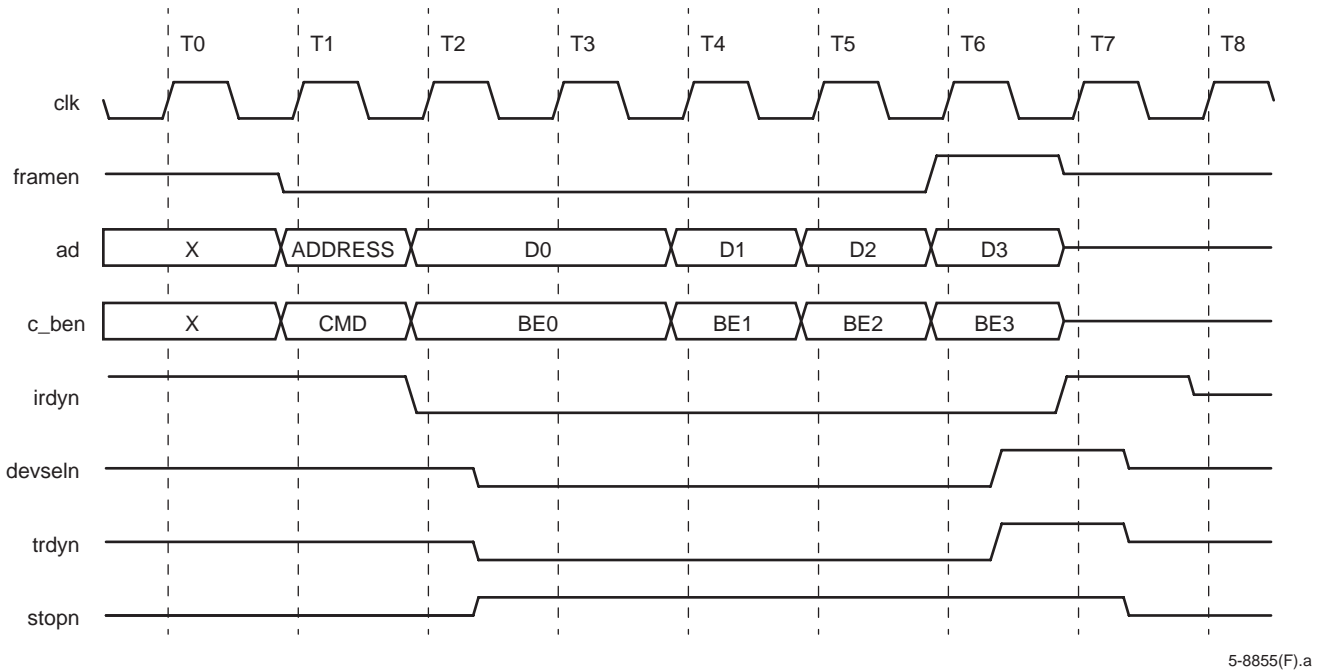 T0 T1 T2 T3 T4 T5 T6 T7 T8
clk
framen
ad X ADDRESS D0 D1 D2 D3
c_ben X CMD BE0 BE1 BE2 BE3
irdyn
devseln
trdyn
stopn
5-8855(F).a